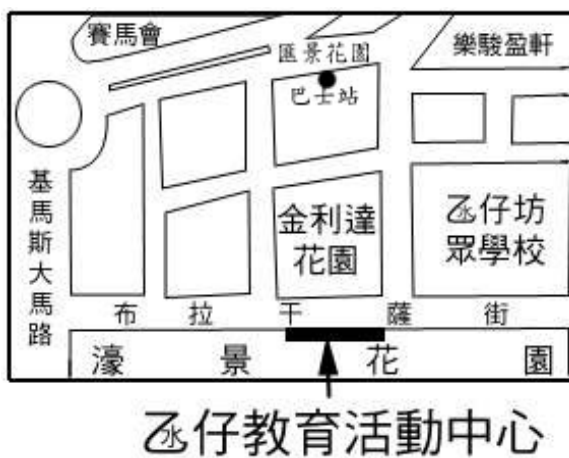 賽馬會
匯景花園
樂駿盈軒
巴士站
基馬斯大馬路
金利達
花園
氹仔坊
眾學校
布拉干薩街
濠景花園
氹仔教育活動中心